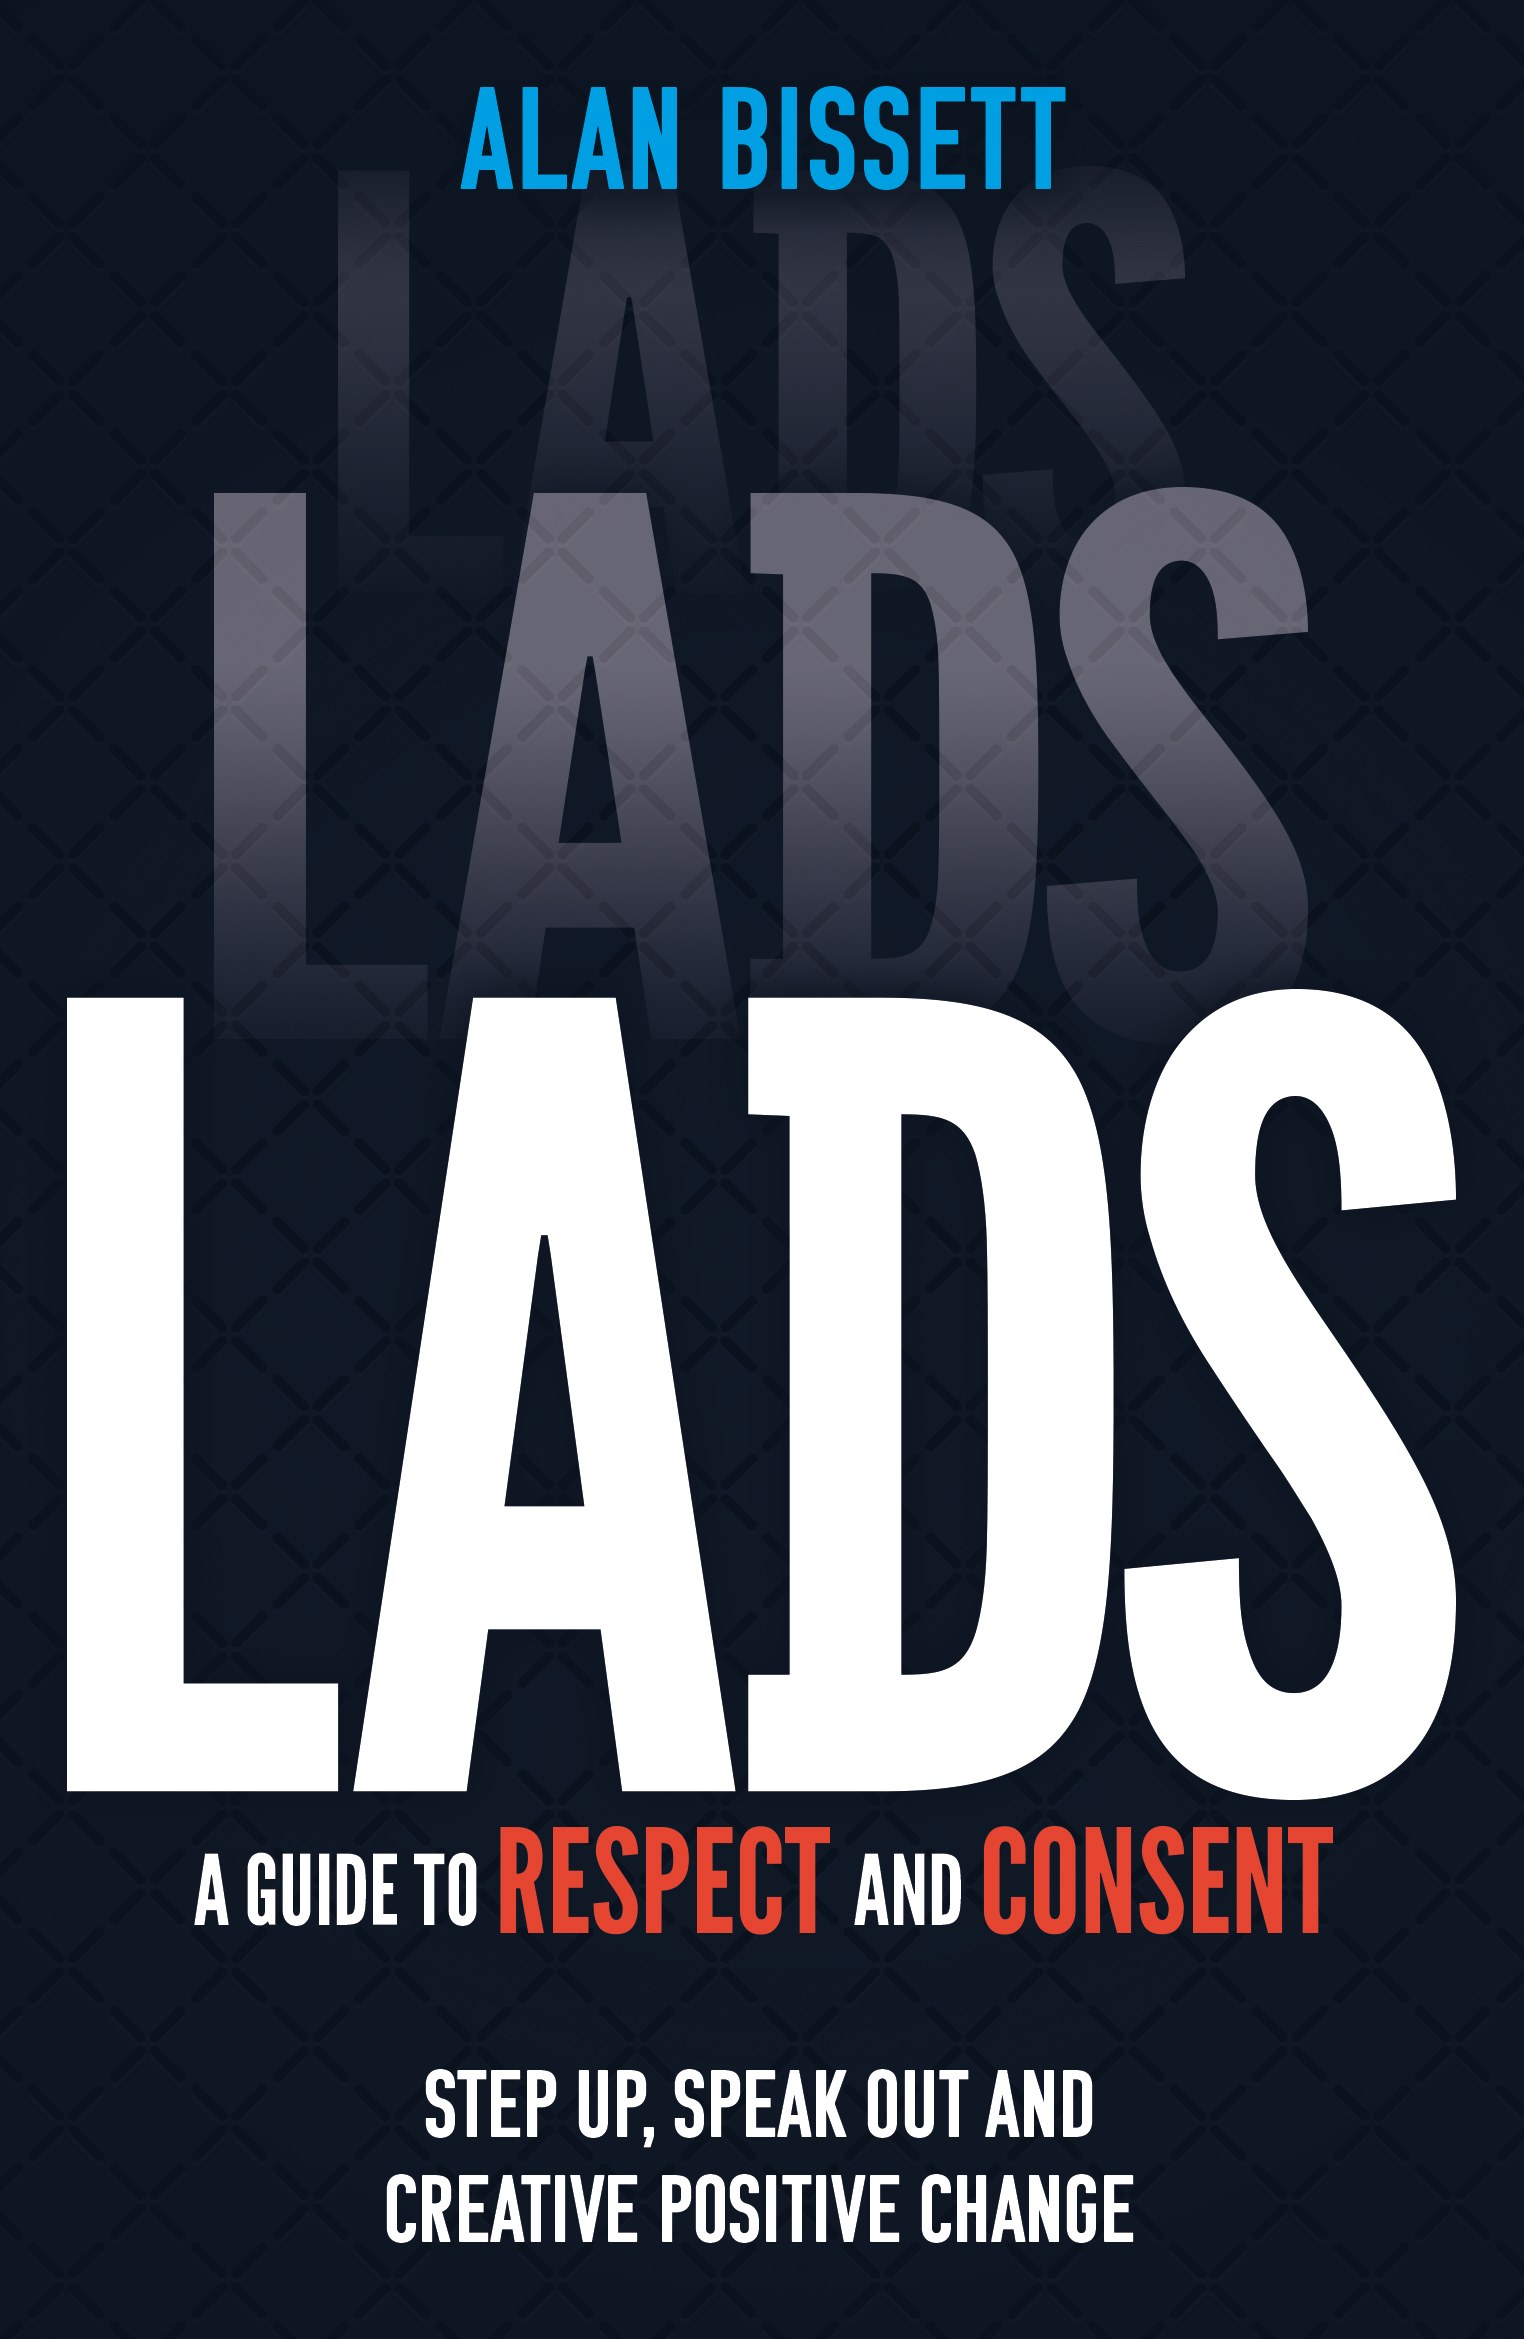 ALAN BISSETT
LADS
LADS
LADS
A GUIDE TO RESPECT AND CONSENT
STEP UP, SPEAK OUT AND
CREATIVE POSITIVE CHANGE